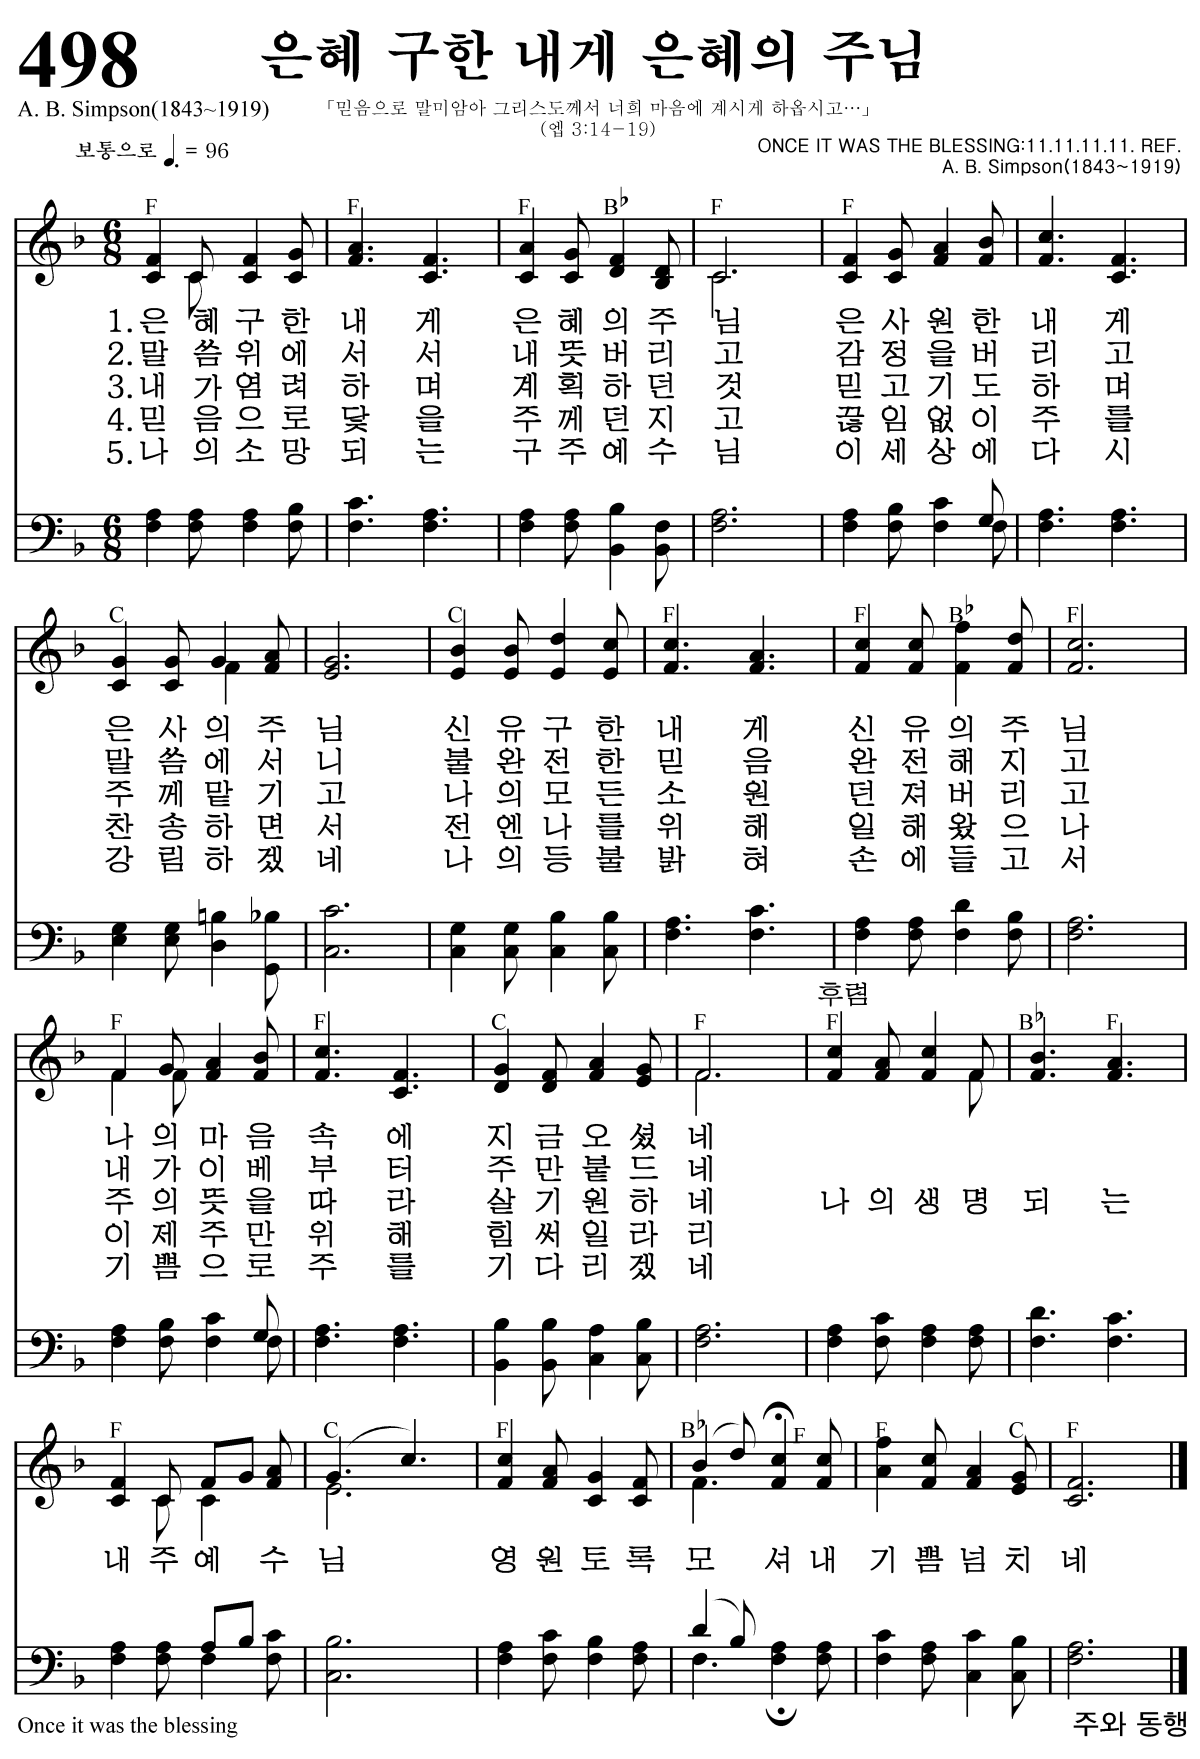 498 은혜 구한 내게 은혜의 주님
A. B. Simpson(1843~1919) 「믿음으로 말미암아 그리스도께서 너희 마음에 계시게 하옵시고…」
(엡 3:14-19)
보통으로 ♩. = 96
ONCE IT WAS THE BLESSING:11.11.11.11. REF.
A. B. Simpson(1843~1919)
F F F B♭ F F
6 8
1. 은 혜 구 한 내 게 은 혜 의 주 님 은 사 원 한 내 게
2. 말 씀 위 에 서 서 내 뜻 버 리 고 감 정 을 버 리 고
3. 내 가 염 려 하 며 계 획 하 던 것 믿 고 기 도 하 며
4. 믿 음 으 로 닻 을 주 께 던 지 고 끊 임 없 이 주 를
5. 나 의 소 망 되 는 구 주 예 수 님 이 세 상 에 다 시
6 8
C C F F B♭ F
은 사 의 주 님 신 유 구 한 내 게 신 유 의 주 님
말 씀 에 서 니 불 완 전 한 믿 음 완 전 해 지 고
주 께 맡 기 고 나 의 모 든 소 원 던 져 버 리 고
찬 송 하 면 서 전 엔 나 를 위 해 일 해 왔 으 나
강 림 하 겠 네 나 의 등 불 밝 혀 손 에 들 고 서
후렴
F F C F F B♭ F
나 의 마 음 속 에 지 금 오 셨 네
내 가 이 베 부 터 주 만 붙 드 네
주 의 뜻 을 따 라 살 기 원 하 네 나 의 생 명 되 는
이 제 주 만 위 해 힘 써 일 하 리
기 쁨 으 로 주 를 기 다 리 겠 네
F C F B♭ F F C F
내 주 예 수 님 영 원 토 록 모 셔 내 기 쁨 넘 치 네
Once it was the blessing 주와 동행